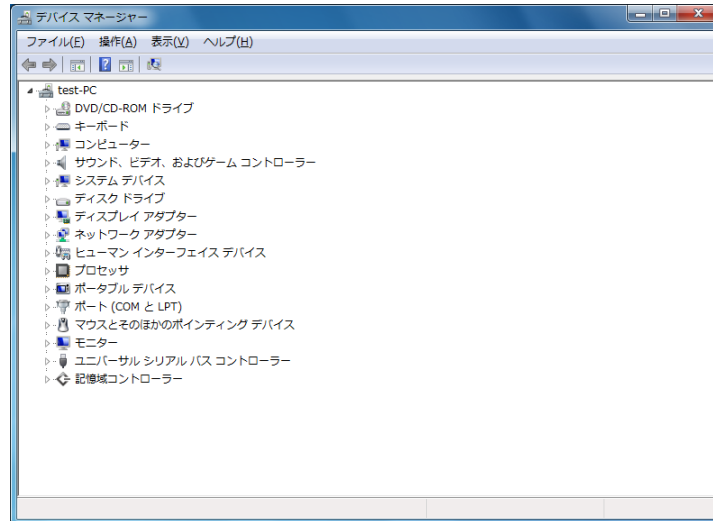 デバイス マネージャー
ファイル(F) 操作(A) 表示(V) ヘルプ(H)
test-PC
DVD/CD-ROM ドライブ
キーボード
コンピューター
サウンド、ビデオ、およびゲーム コントローラー
システム デバイス
ディスク ドライブ
ディスプレイ アダプター
ネットワーク アダプター
ヒューマン インターフェイス デバイス
プロセッサ
ポータブル デバイス
ポート (COM と LPT)
マウスとそのほかのポインティング デバイス
モニター
ユニバーサル シリアル バス コントローラー
記憶域コントローラー